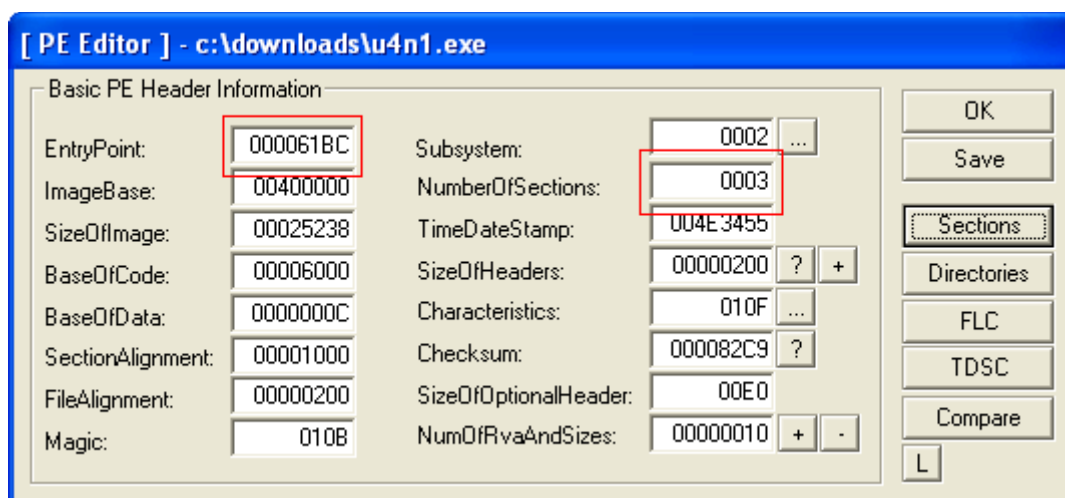 [ PE Editor ] - c:\downloads\u4n1.exe
Basic PE Header Information
EntryPoint: 000061BC
ImageBase: 00400000
SizeOfImage: 00025238
BaseOfCode: 00006000
BaseOfData: 0000000C
SectionAlignment: 00001000
FileAlignment: 00000200
Magic: 010B
Subsystem: 0002 ...
NumberOfSections: 0003
TimeDateStamp: 004E3455
SizeOfHeaders: 00000200 ? +
Characteristics: 010F ...
Checksum: 000082C9 ?
SizeOfOptionalHeader: 00E0
NumOfRvaAndSizes: 00000010 + -
OK
Save
Sections
Directories
FLC
TDSC
Compare
L